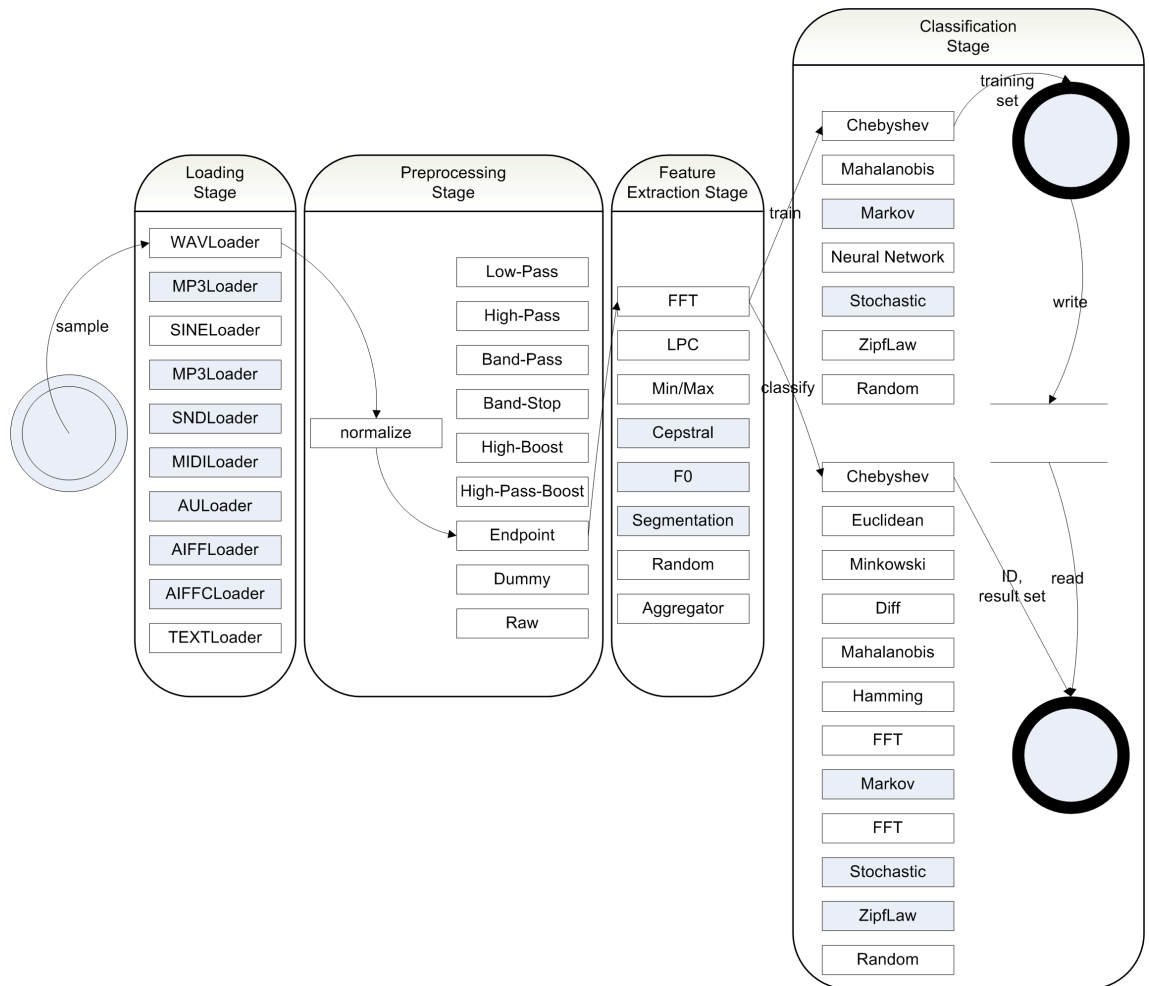 Loading
Stage
sample
WAVLoader
MP3Loader
SINELoader
MP3Loader
SNDLoader
MIDILoader
AULoader
AIFFLoader
AIFFCLoader
TEXTLoader
Preprocessing
Stage
normalize
Low-Pass
High-Pass
Band-Pass
Band-Stop
High-Boost
High-Pass-Boost
Endpoint
Dummy
Raw
Feature
Extraction Stage
FFT
LPC
Min/Max
Cepstral
F0
Segmentation
Random
Aggregator
train
classify
Classification
Stage
training
set
Chebyshev
Mahalanobis
Markov
Neural Network
Stochastic
ZipfLaw
Random
write
Chebyshev
Euclidean
Minkowski
Diff
Mahalanobis
Hamming
FFT
Markov
FFT
Stochastic
ZipfLaw
Random
ID,
result set
read